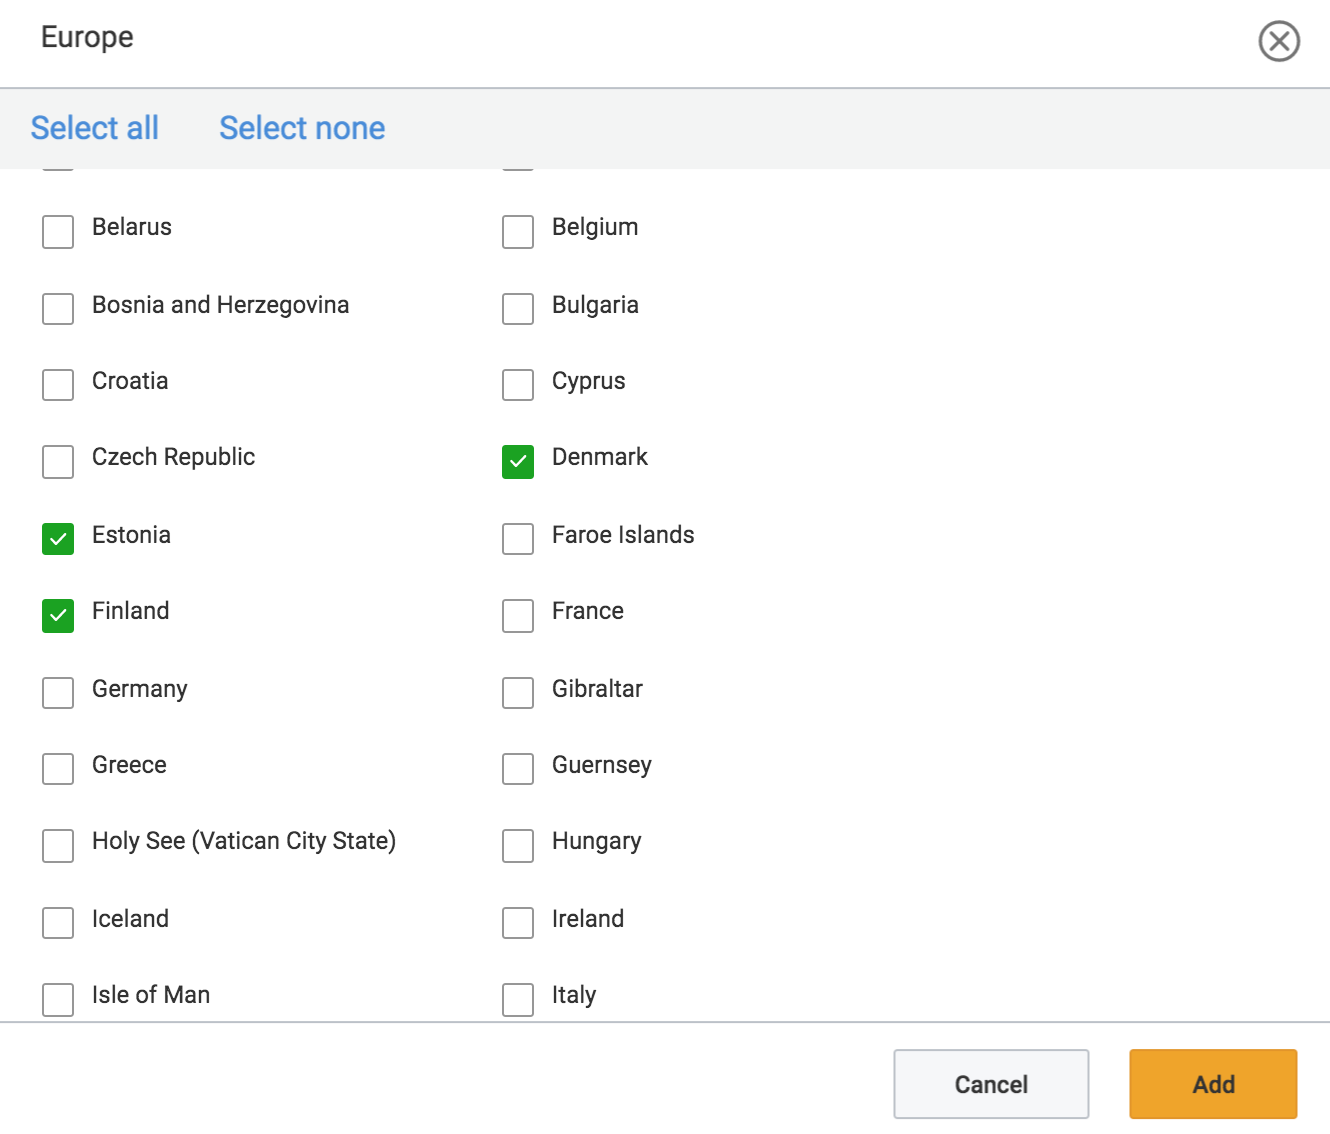 Europe
Select all Select none
Belarus Belgium
Bosnia and Herzegovina Bulgaria
Croatia Cyprus
Czech Republic Denmark
Estonia Faroe Islands
Finland France
Germany Gibraltar
Greece Guernsey
Holy See (Vatican City State) Hungary
Iceland Ireland
Isle of Man Italy
Cancel Add